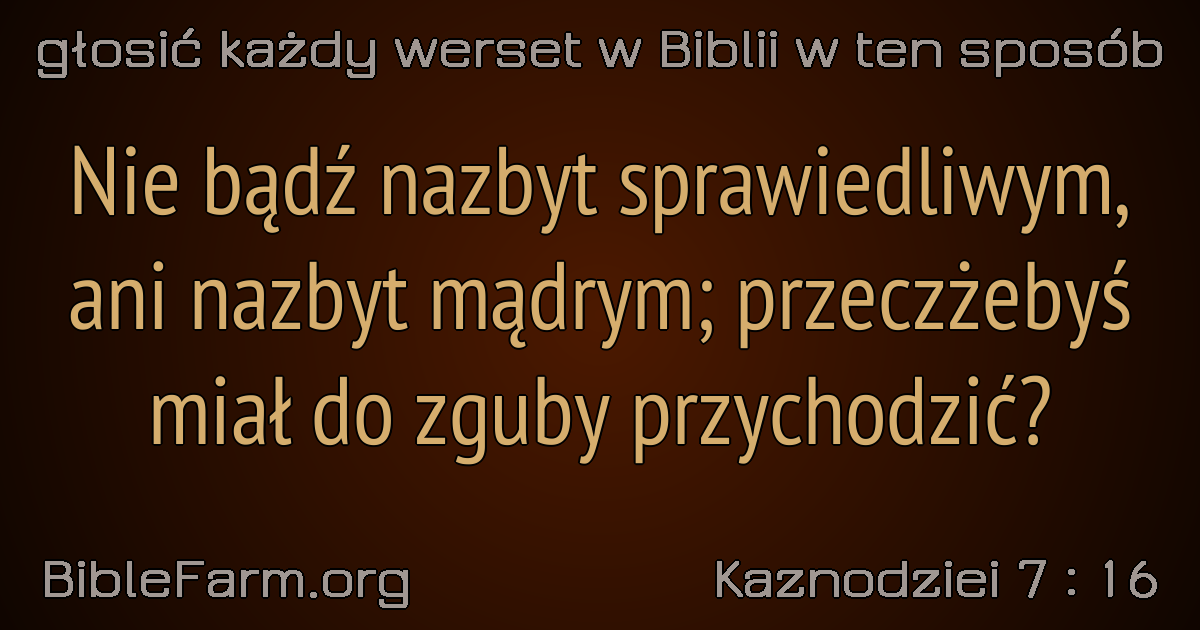 głosić każdy werset w Biblii w ten sposób
Nie bądź nazbyt sprawiedliwym,
ani nazbyt mądrym; przeczżebyś
miał do zguby przychodzić?
BibleFarm.org
Kaznodziei 7 : 16